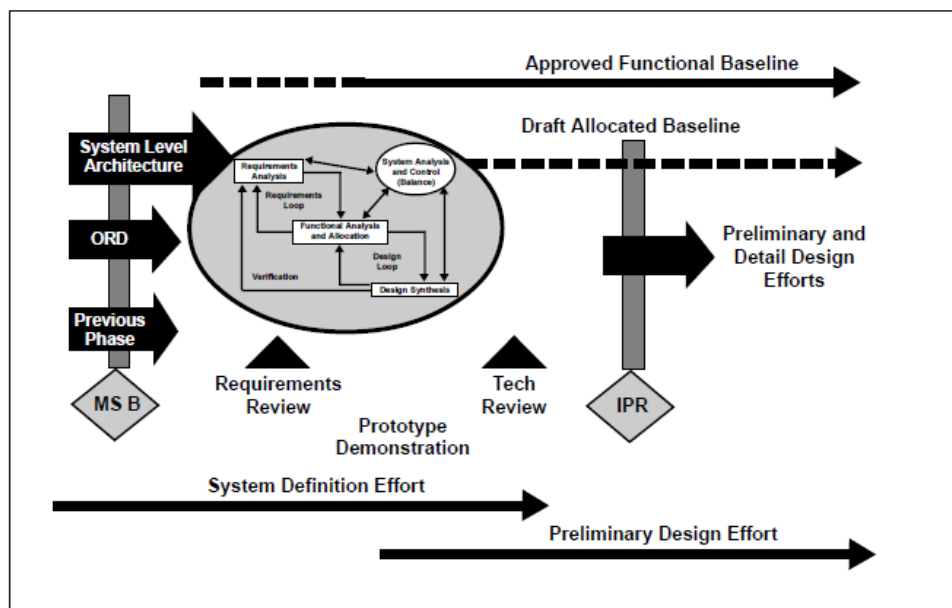 Approved Functional Baseline
Draft Allocated Baseline
System Level
Architecture
ORD
Previous
Phase
MS B
Requirements
Analysis
System Analysis
and Control
(Balance)
Requirements
Loop
Functional Analysis
and Allocation
Design
Loop
Verification
Design Synthesis
Preliminary and
Detail Design
Efforts
Requirements
Review
Tech
Review
IPR
Prototype
Demonstration
System Definition Effort
Preliminary Design Effort